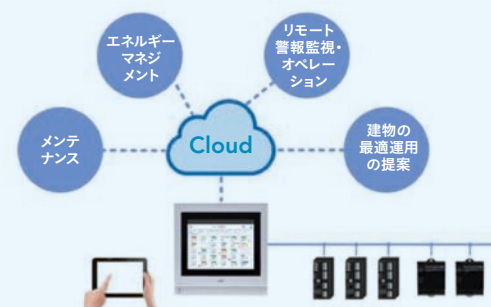 エネルギー
マネジ
メント
リモート
警報監視・
オペレー
ション
メンテ
ナンス
Cloud
建物の
最適運用
の提案